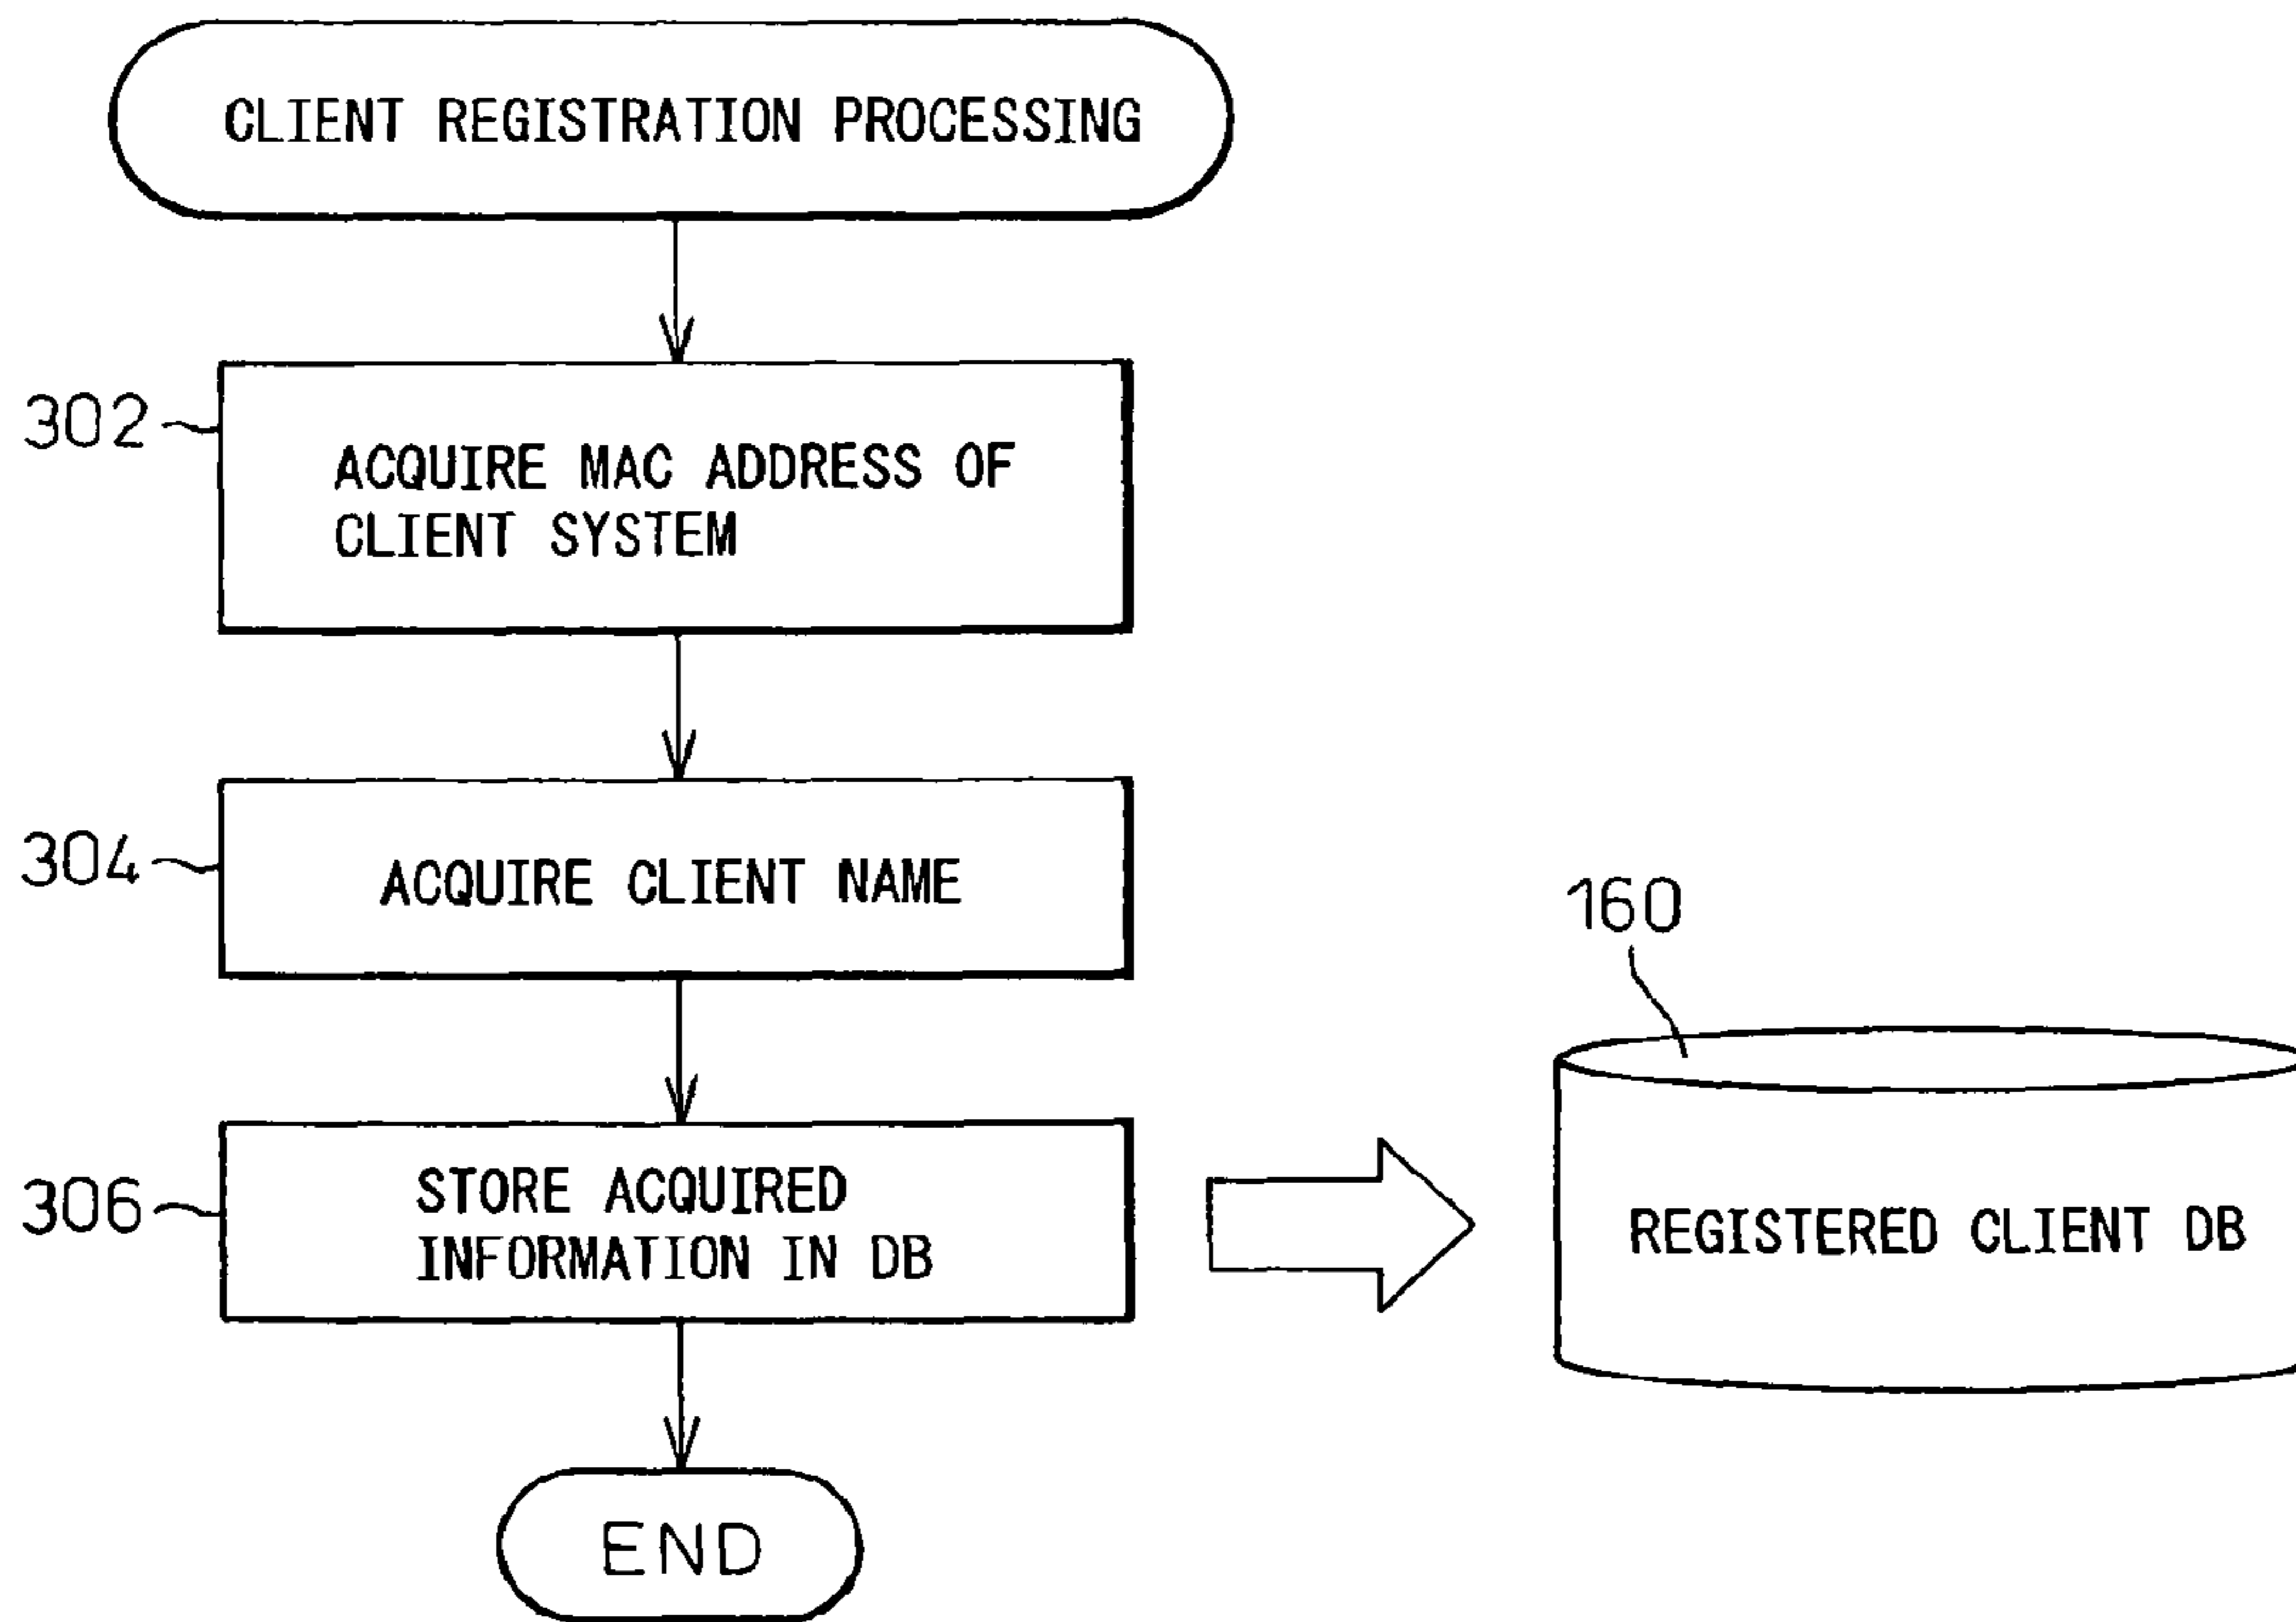 CLIENT REGISTRATION PROCESSING
302
ACQUIRE MAC ADDRESS OF
CLIENT SYSTEM
304
ACQUIRE CLIENT NAME
160
306
STORE ACQUIRED
INFORMATION IN DB
REGISTERED CLIENT DB
END